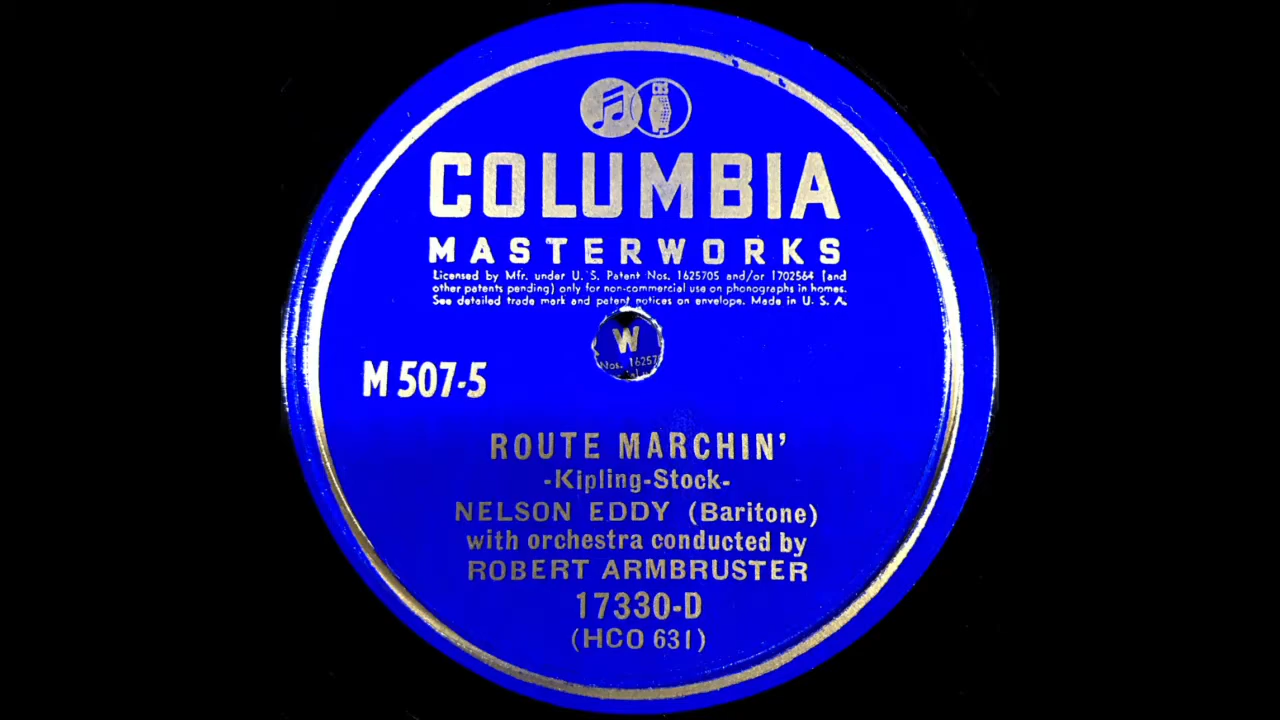 COLUMBIA
MASTERWORKS
Licensed by Mfr. under U. S. Patent Nos. 1625705 and/or 1702564 (and
other patents pending) only for non-commercial use on phonographs in homes.
See detailed trade mark and patent notices on envelope. Made in U. S. A.
W
Nos. 16257
M 507-5
ROUTE MARCHIN'
-Kipling-Stock-
NELSON EDDY (Baritone)
with orchestra conducted by
ROBERT ARMBRUSTER
17330-D
(HCO 631)